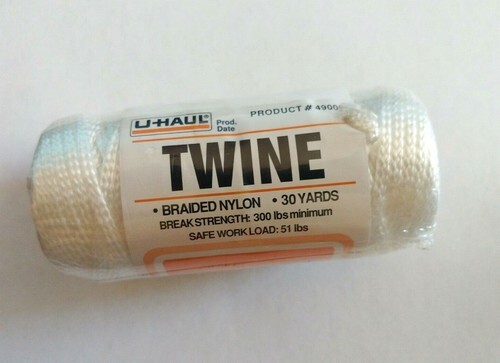 PRODUCT # 4900
U-HAUL®
Prod.
Date
TWINE
• BRAIDED NYLON • 30 YARDS
BREAK STRENGTH: 300 lbs minimum
SAFE WORK LOAD: 51 lbs